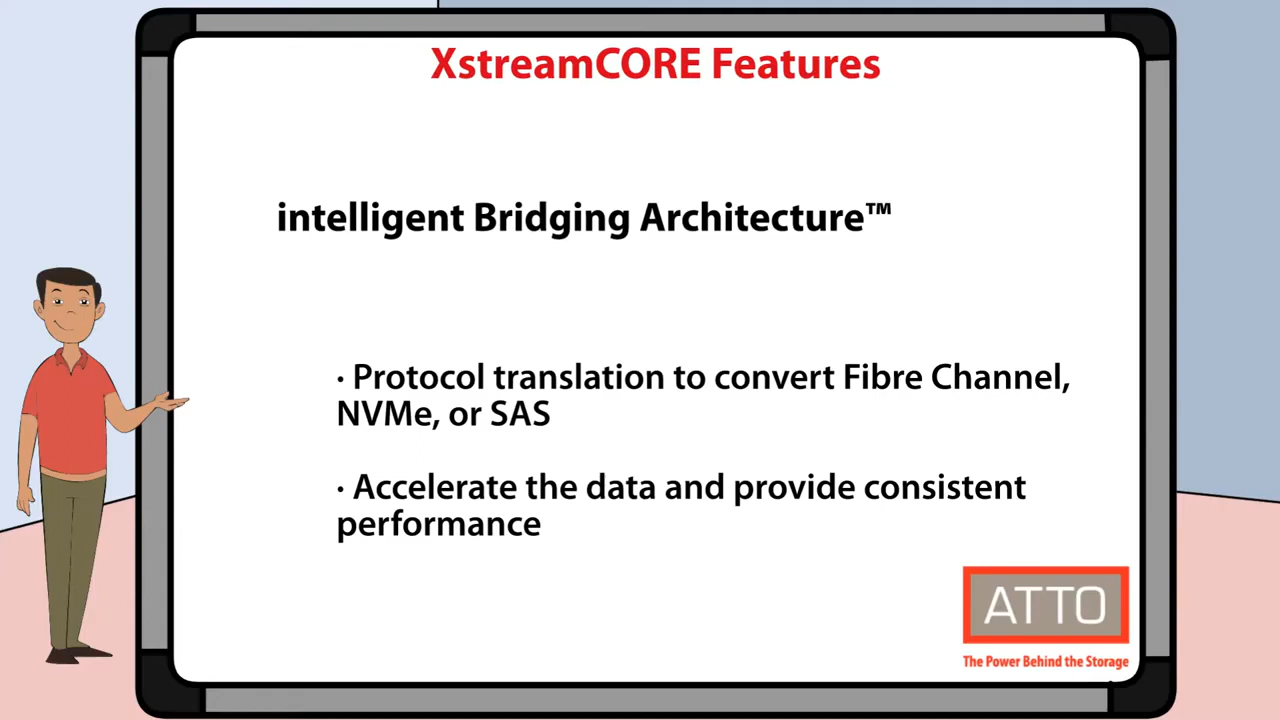 XstreamCORE Features
intelligent Bridging Architecture™
· Protocol translation to convert Fibre Channel,
NVMe, or SAS
· Accelerate the data and provide consistent
performance
ATTO
The Power Behind the Storage